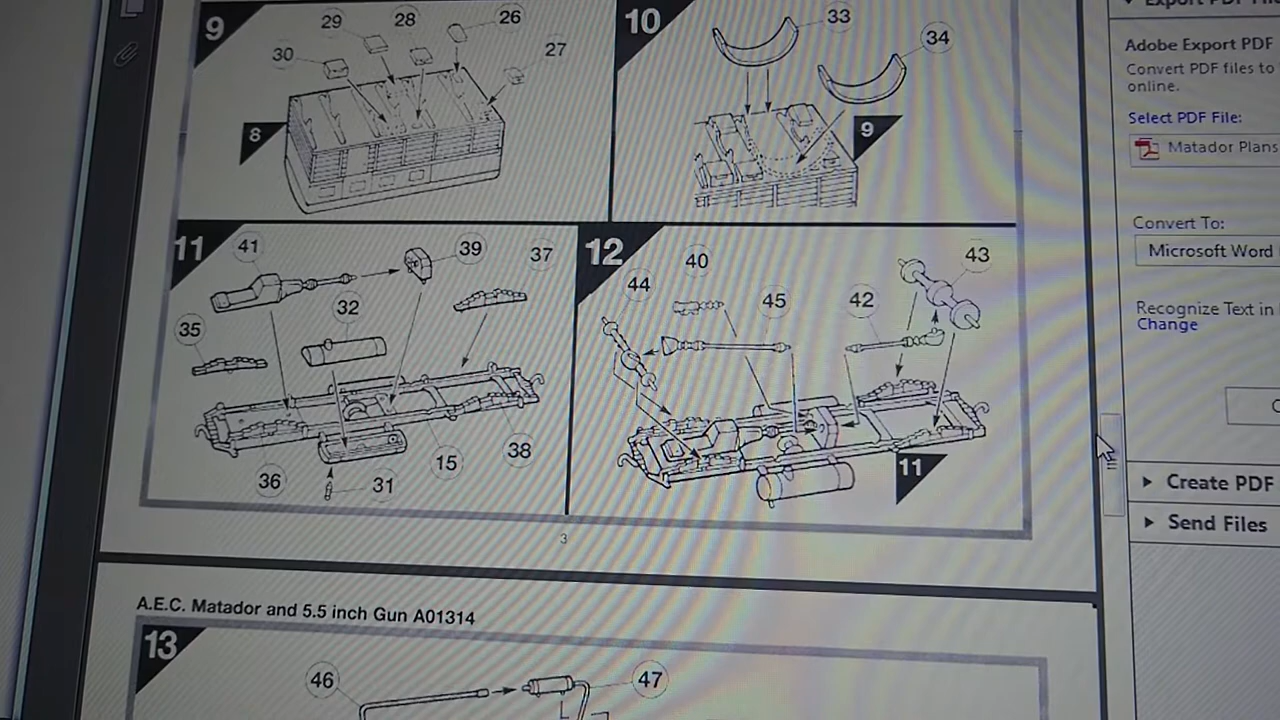 9
29
28
26
30
27
8
10
33
34
9
11
41
39
37
32
35
36
31
15
38
12
44
40
45
42
43
11
3
A.E.C. Matador and 5.5 inch Gun A01314
13
46
47
Adobe Export PDF
Convert PDF files to
online.
Select PDF File:
Matador Plans
Convert To:
Microsoft Word
Recognize Text in
Change
Create PDF
Send Files